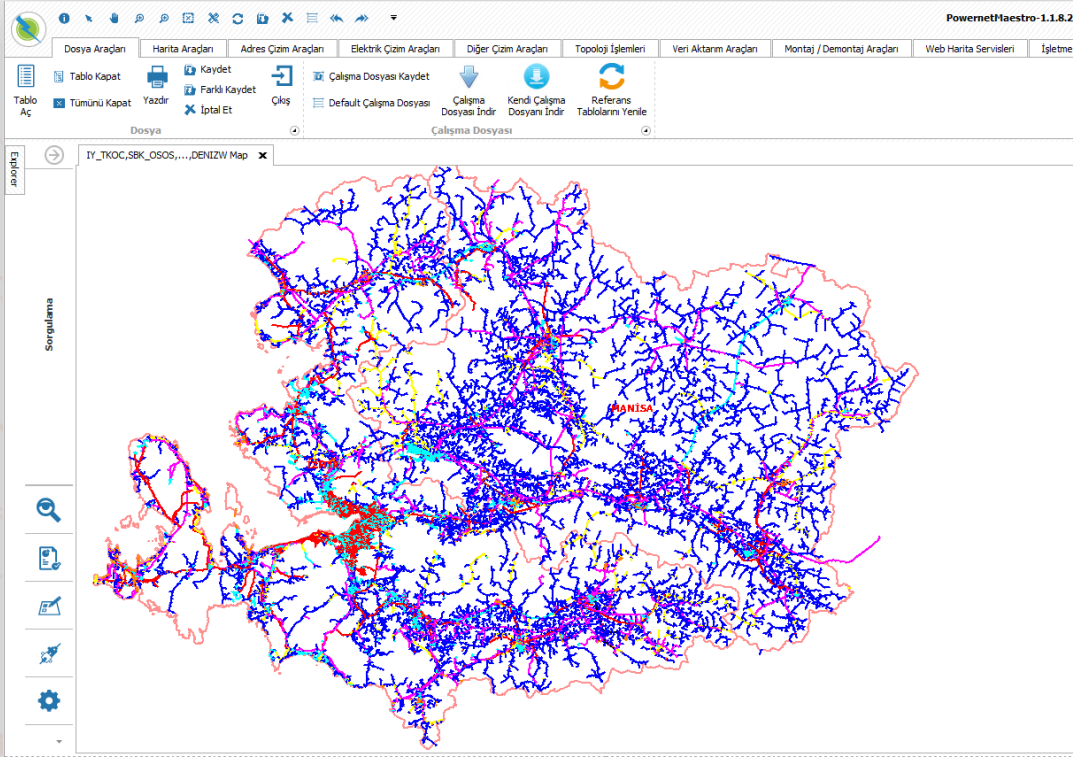 PowernetMaestro-1.1.8.2
Dosya Araçları
Harita Araçları
Adres Çizim Araçları
Elektrik Çizim Araçları
Diğer Çizim Araçları
Topoloji İşlemleri
Veri Aktarım Araçları
Montaj / Demontaj Araçları
Web Harita Servisleri
İşletme
Tablo
Aç
Tablo Kapat
Tümünü Kapat
Yazdır
Kaydet
Farklı Kaydet
İptal Et
Çıkış
Çalışma Dosyası Kaydet
Default Çalışma Dosyası
Çalışma
Dosyası İndir
Kendi Çalışma
Dosyanı İndir
Referans
Tablolarını Yenile
Dosya
Çalışma Dosyası
Explorer
IY_TKOC,SBK_OSOS,...,DENIZW Map
Sorgulama
MANİSA